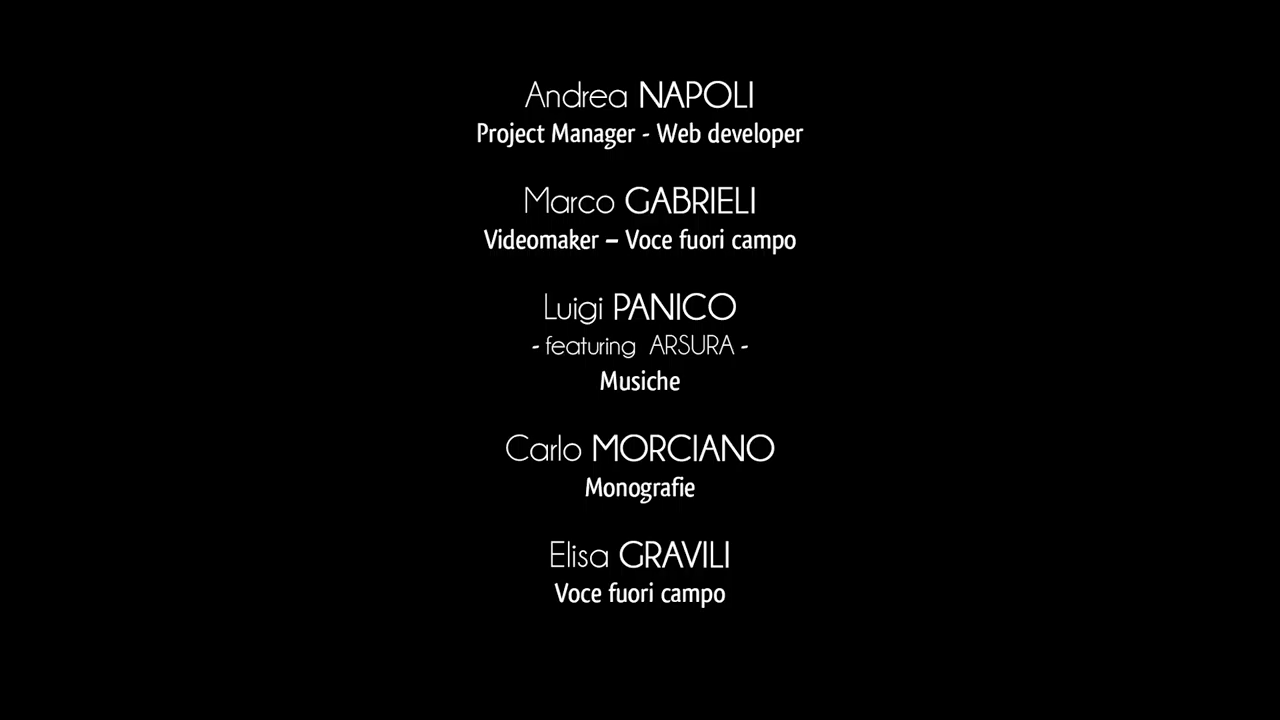 Andrea NAPOLI
Project Manager - Web developer
Marco GABRIELI
Videomaker – Voce fuori campo
Luigi PANICO
- featuring ARSURA -
Musiche
Carlo MORCIANO
Monografie
Elisa GRAVILI
Voce fuori campo